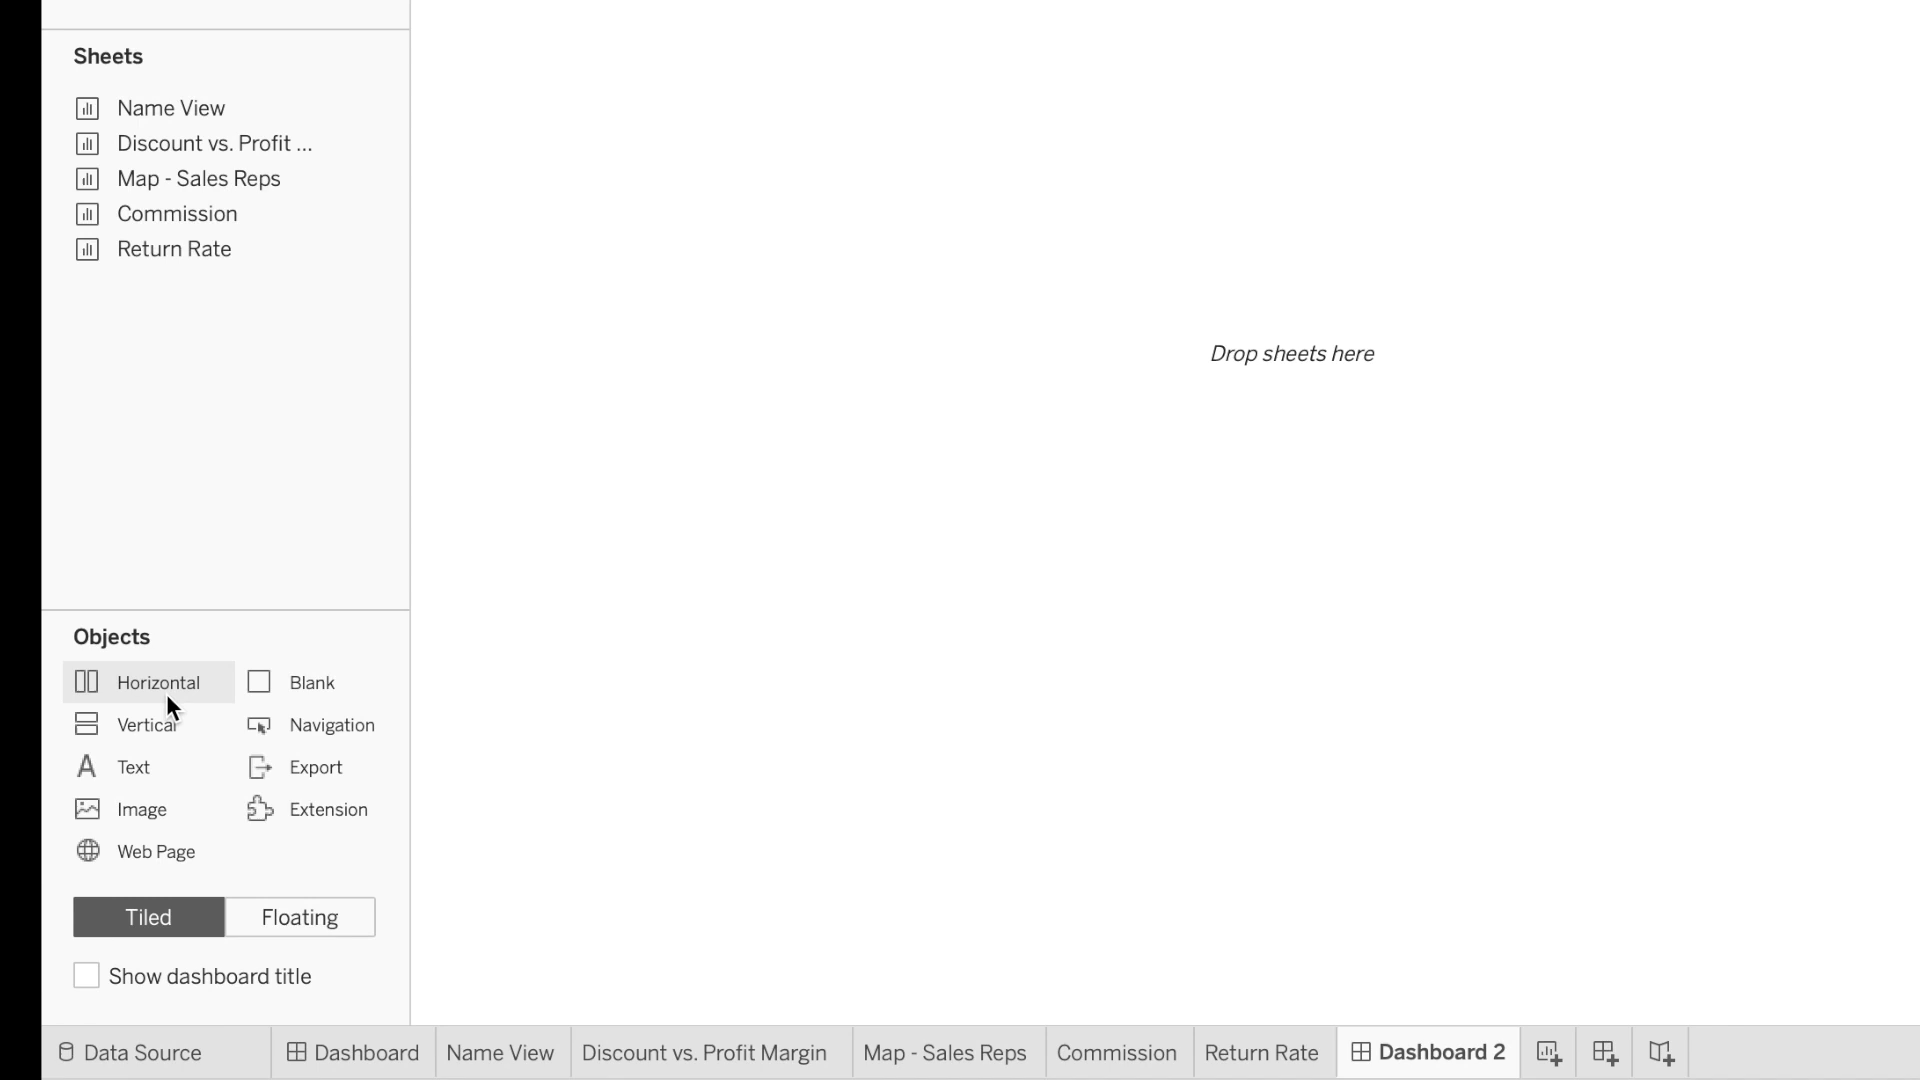 Sheets
Name View
Discount vs. Profit ...
Map - Sales Reps
Commission
Return Rate
Drop sheets here
Objects
Horizontal Blank
Vertical Navigation
Text Export
Image Extension
Web Page
Tiled Floating
Show dashboard title
Data Source Dashboard Name View Discount vs. Profit Margin Map - Sales Reps Commission Return Rate Dashboard 2